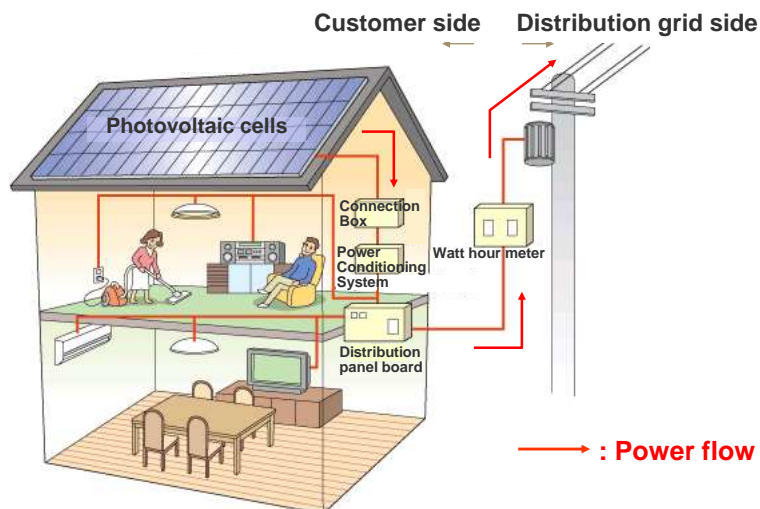 Customer side
Distribution grid side
Photovoltaic cells
Connection
Box
Power
Conditioning
System
Watt hour meter
Distribution
panel board
: Power flow